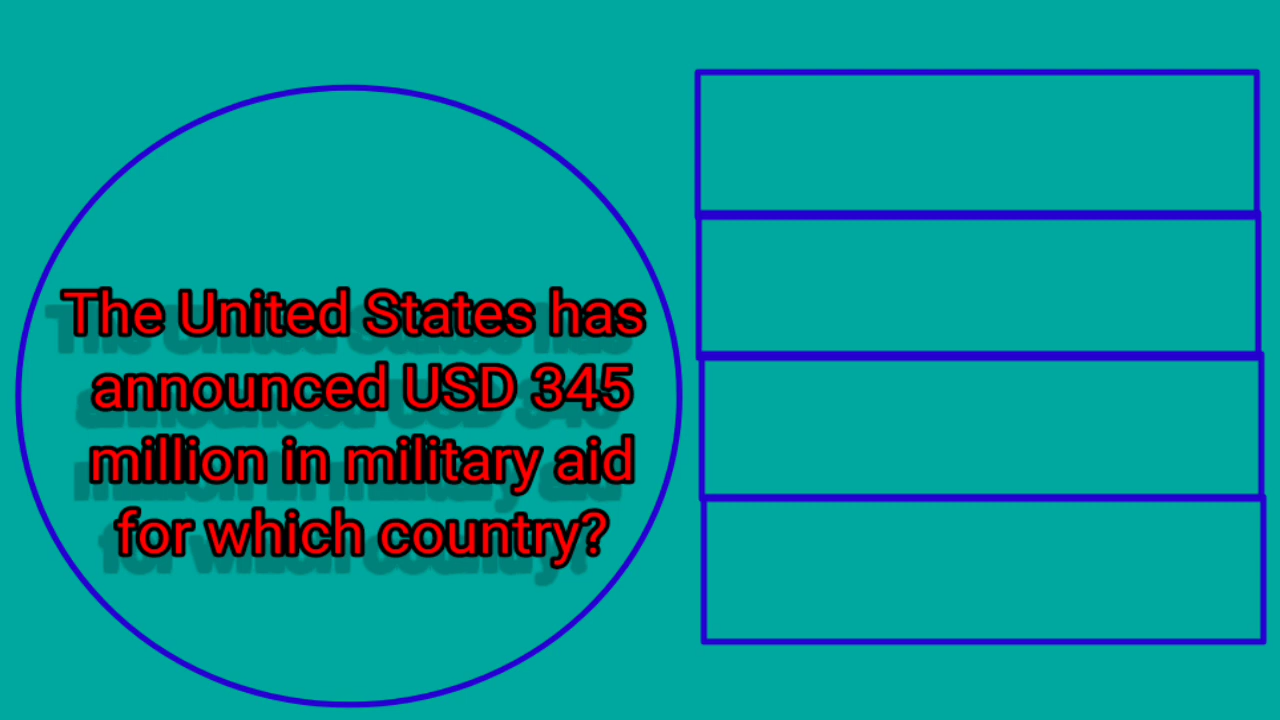 The United States has
announced USD 345
million in military aid
for which country?